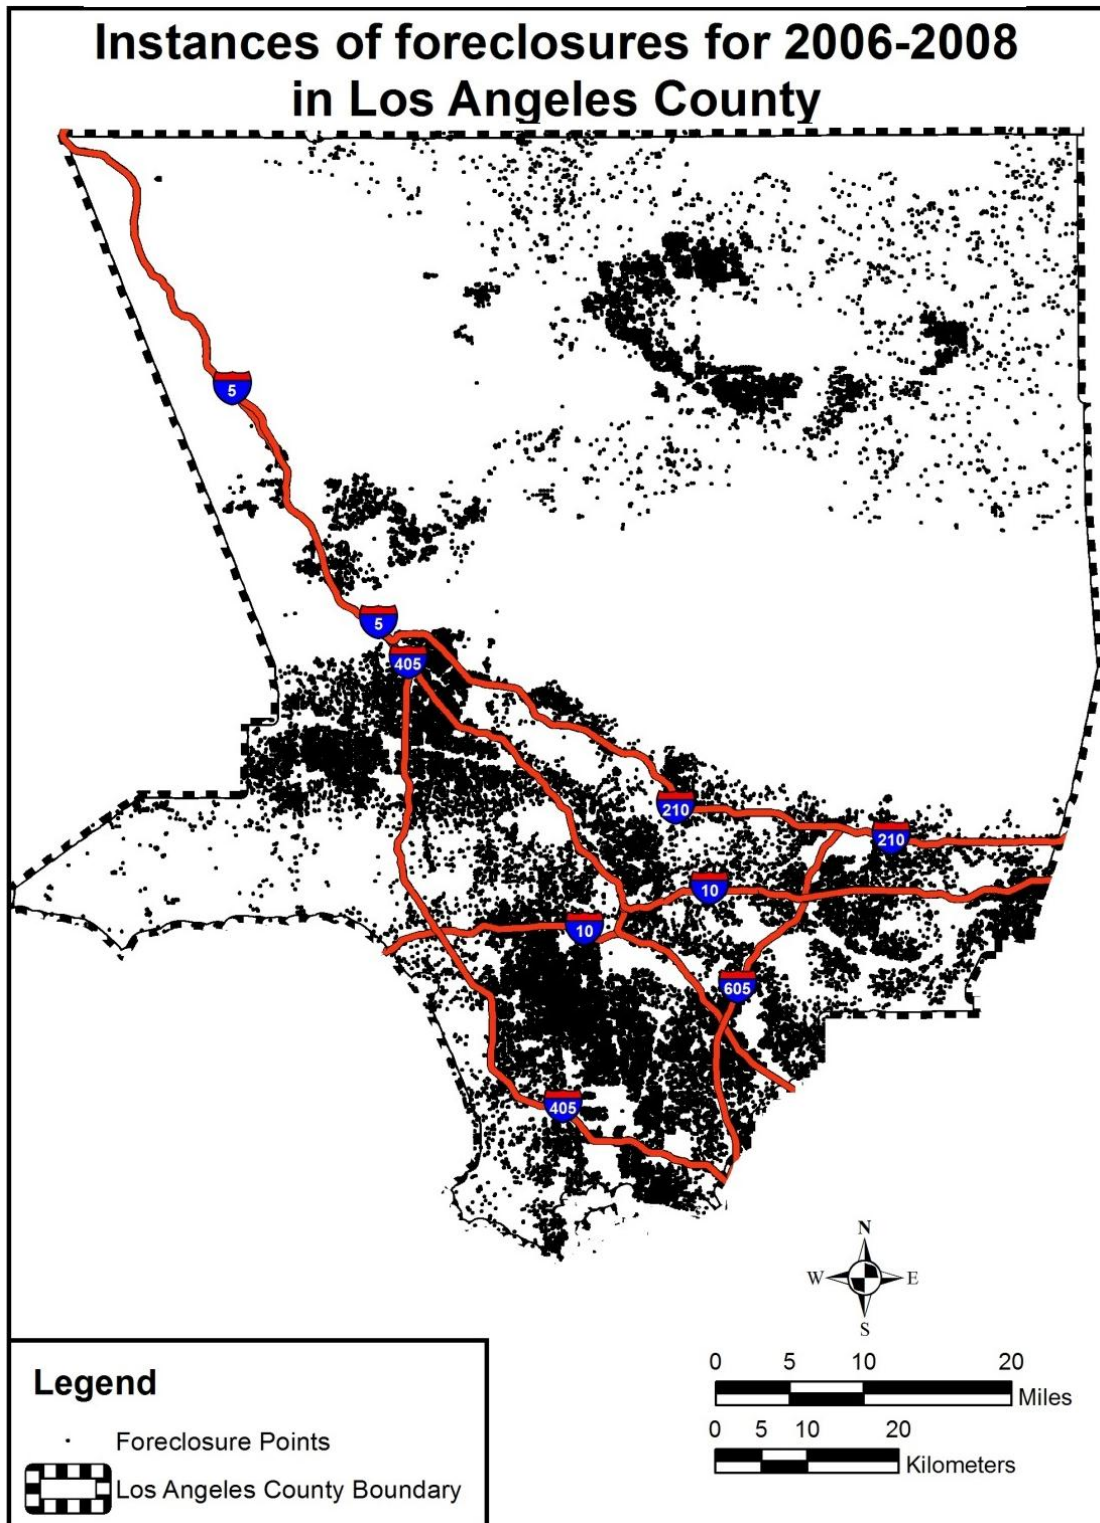 Instances of foreclosures for 2006-2008
in Los Angeles County
5
5
405
210
210
10
10
605
405
N
W E
S
0 5 10 20
Miles
0 5 10 20
Kilometers
Legend
Foreclosure Points
Los Angeles County Boundary